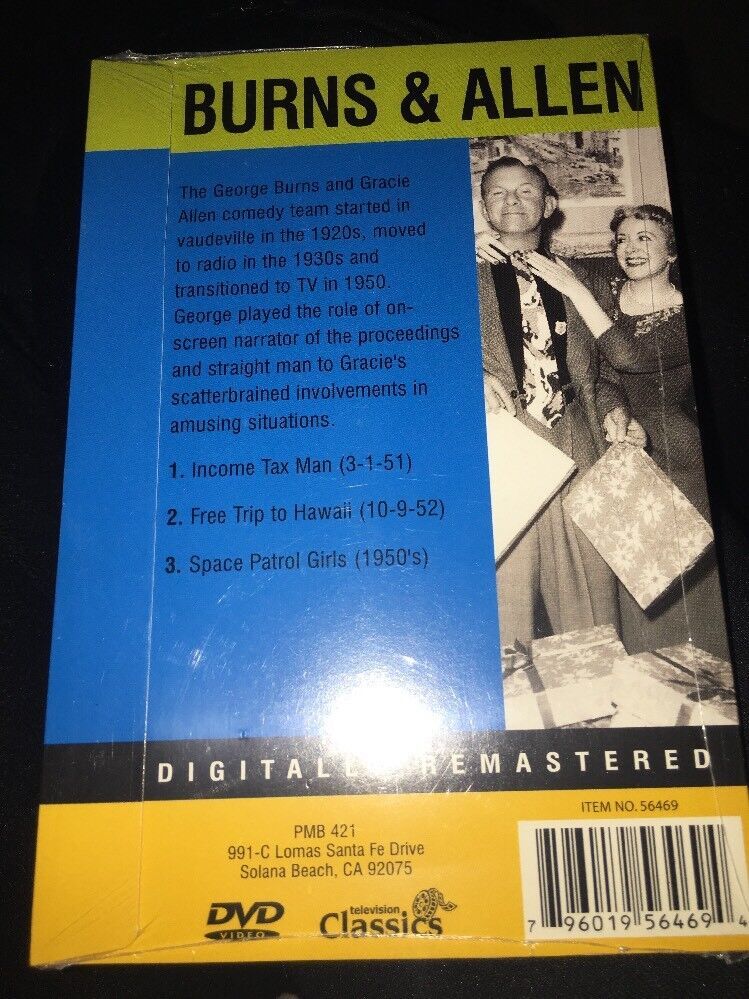 BURNS & ALLEN
The George Burns and Gracie
Allen comedy team started in
vaudeville in the 1920s, moved
to radio in the 1930s and
transitioned to TV in 1950.
George played the role of on-
screen narrator of the proceedings
and straight man to Gracie's
scatterbrained involvements in
amusing situations.
1. Income Tax Man (3-1-51)
2. Free Trip to Hawaii (10-9-52)
3. Space Patrol Girls (1950's)
DIGITALLY REMASTERED
ITEM NO. 56469
PMB 421
991-C Lomas Santa Fe Drive
Solana Beach, CA 92075
DVD
VIDEO
television
Classics
7 96019 56469 4